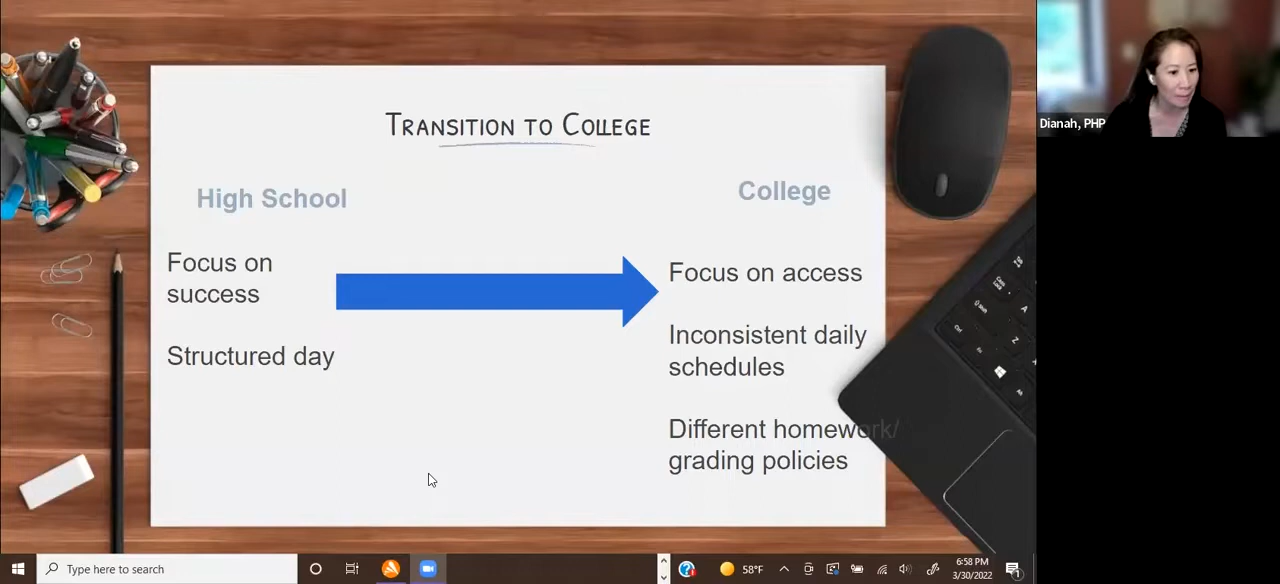 TRANSITION TO COLLEGE
High School
College
Focus on
success
Structured day
Focus on access
Inconsistent daily
schedules
Different homework/
grading policies
Dianah, PHP
Type here to search
58°F
6:58 PM
3/30/2022